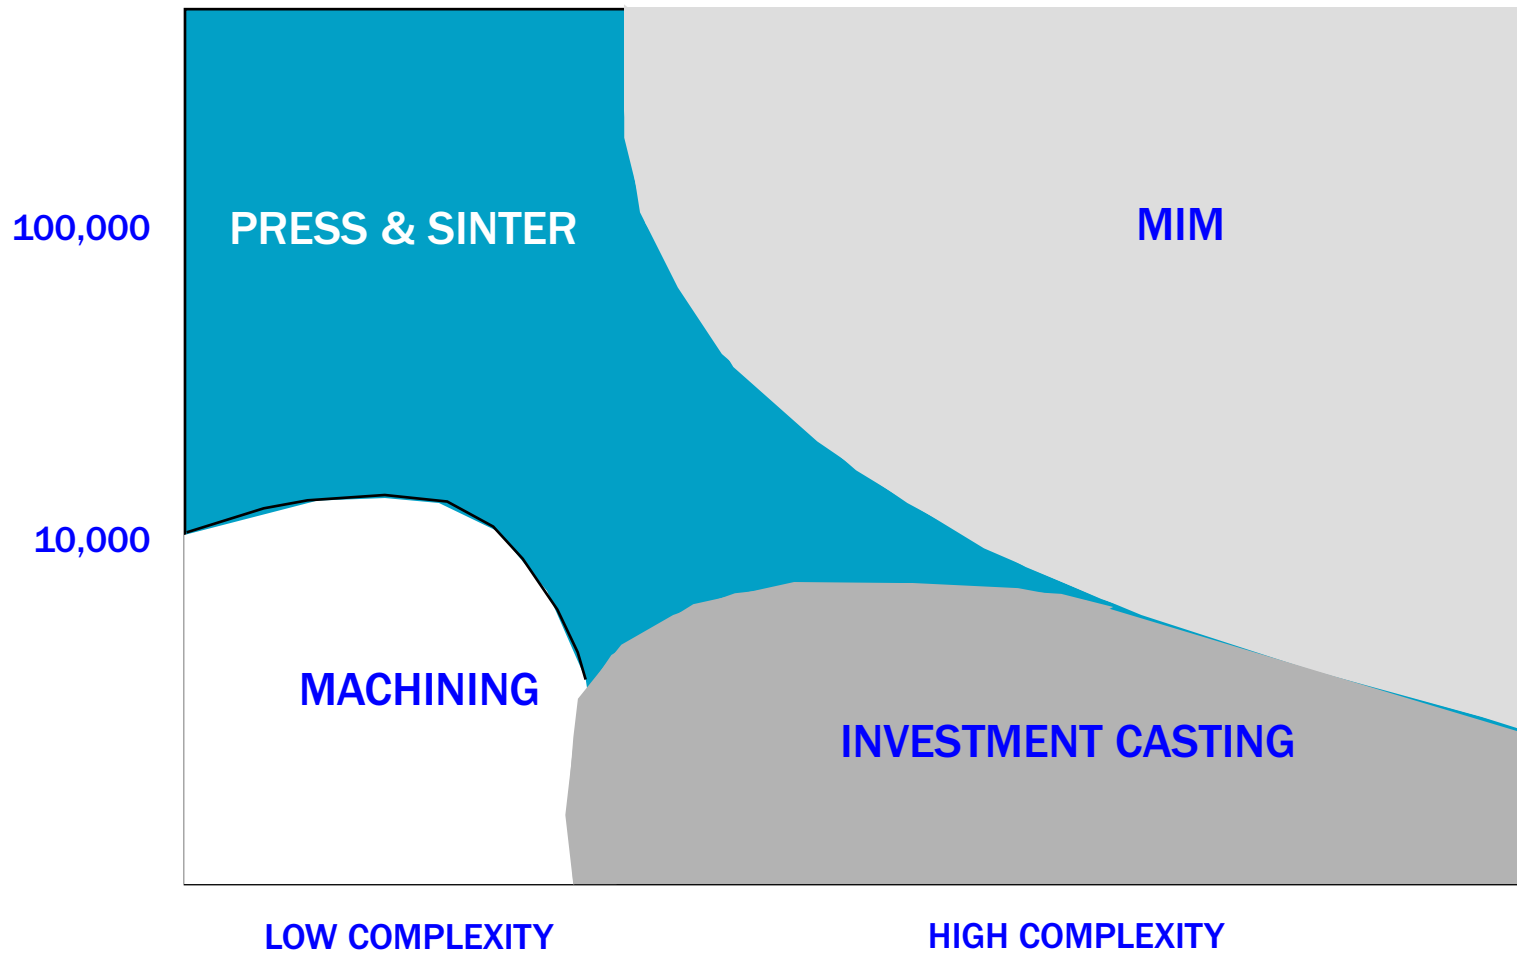 100,000
PRESS & SINTER
MIM
10,000
MACHINING
INVESTMENT CASTING
LOW COMPLEXITY
HIGH COMPLEXITY